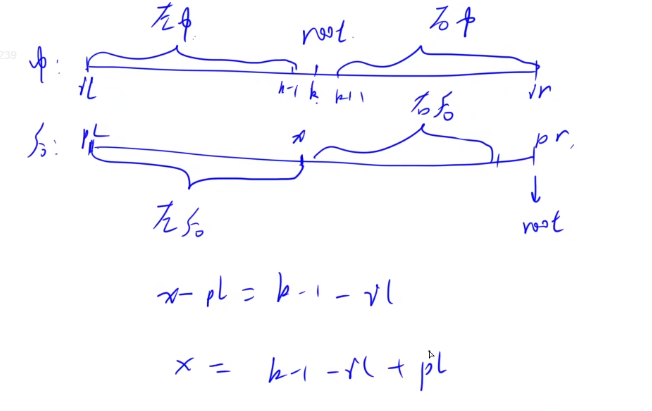 左中 root 右中
中: il k-1 k k+1 ir
右后
后: pl x pr
左后 root
x - pl = k-1 - il
x = k-1 - il + pl